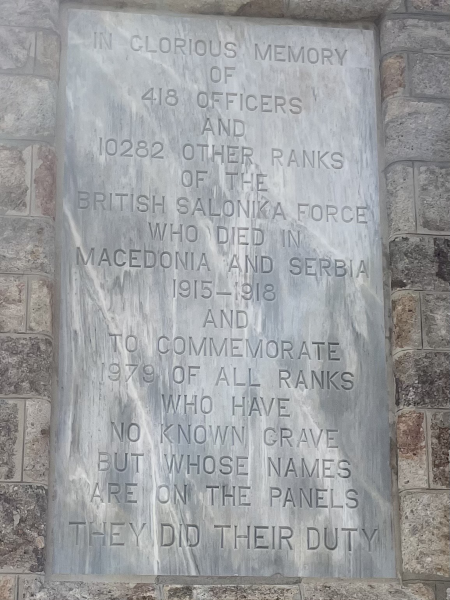 IN GLORIOUS MEMORY
OF
418 OFFICERS
AND
10282 OTHER RANKS
OF THE
BRITISH SALONIKA FORCE
WHO DIED IN
MACEDONIA AND SERBIA
1915-1918
AND
TO COMMEMORATE
1979 OF ALL RANKS
WHO HAVE
NO KNOWN GRAVE
BUT WHOSE NAMES
ARE ON THE PANELS
THEY DID THEIR DUTY